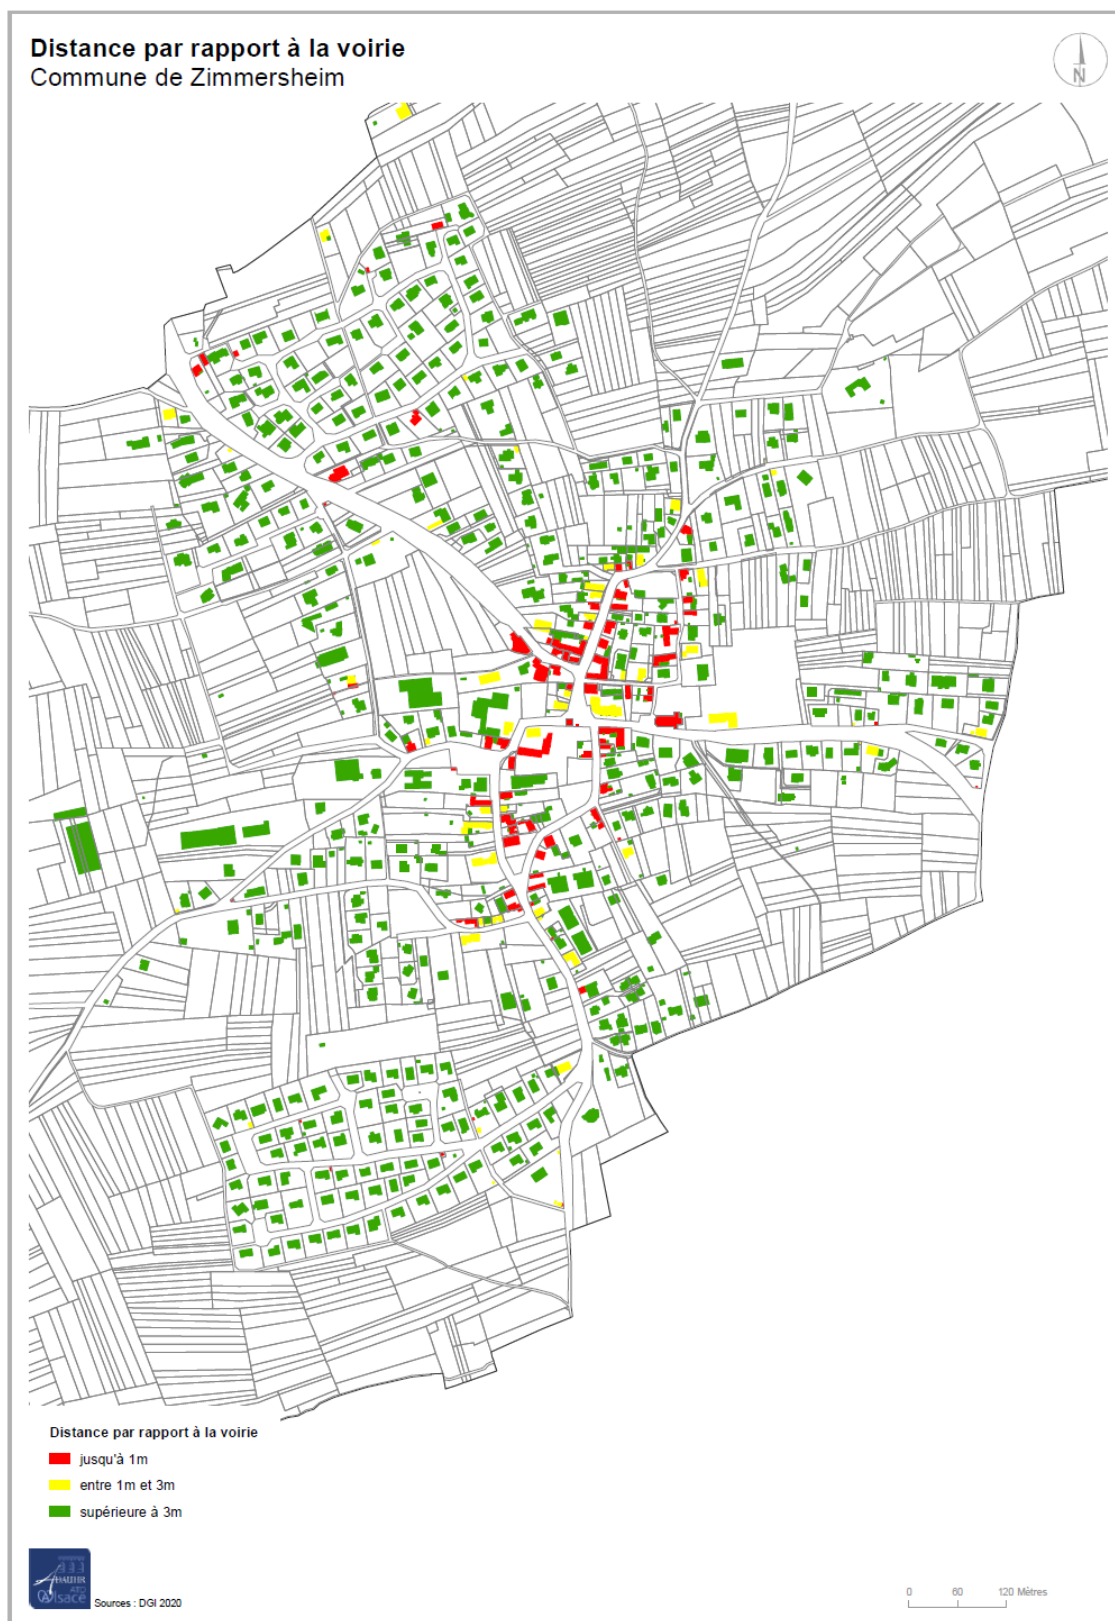 Distance par rapport à la voirie
Commune de Zimmersheim
N
Distance par rapport à la voirie
jusqu'à 1m
entre 1m et 3m
supérieure à 3m
Alsace
Sources : DGI 2020
0 60 120 Mètres